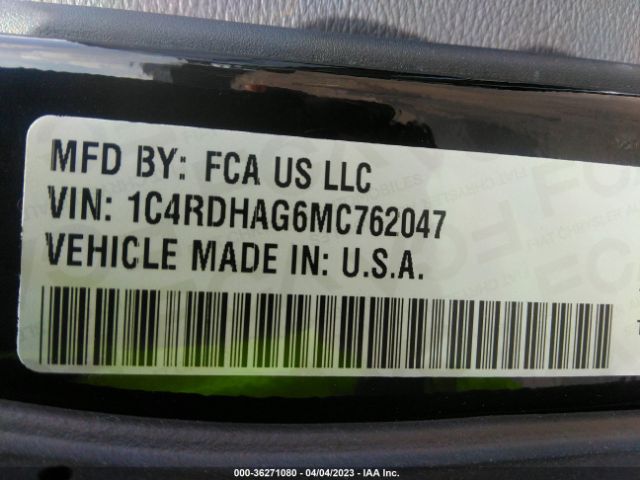 MFD BY: FCA US LLC
VIN: 1C4RDHAG6MC762047
VEHICLE MADE IN: U.S.A.
000-36271080 - 04/04/2023 - IAA Inc.